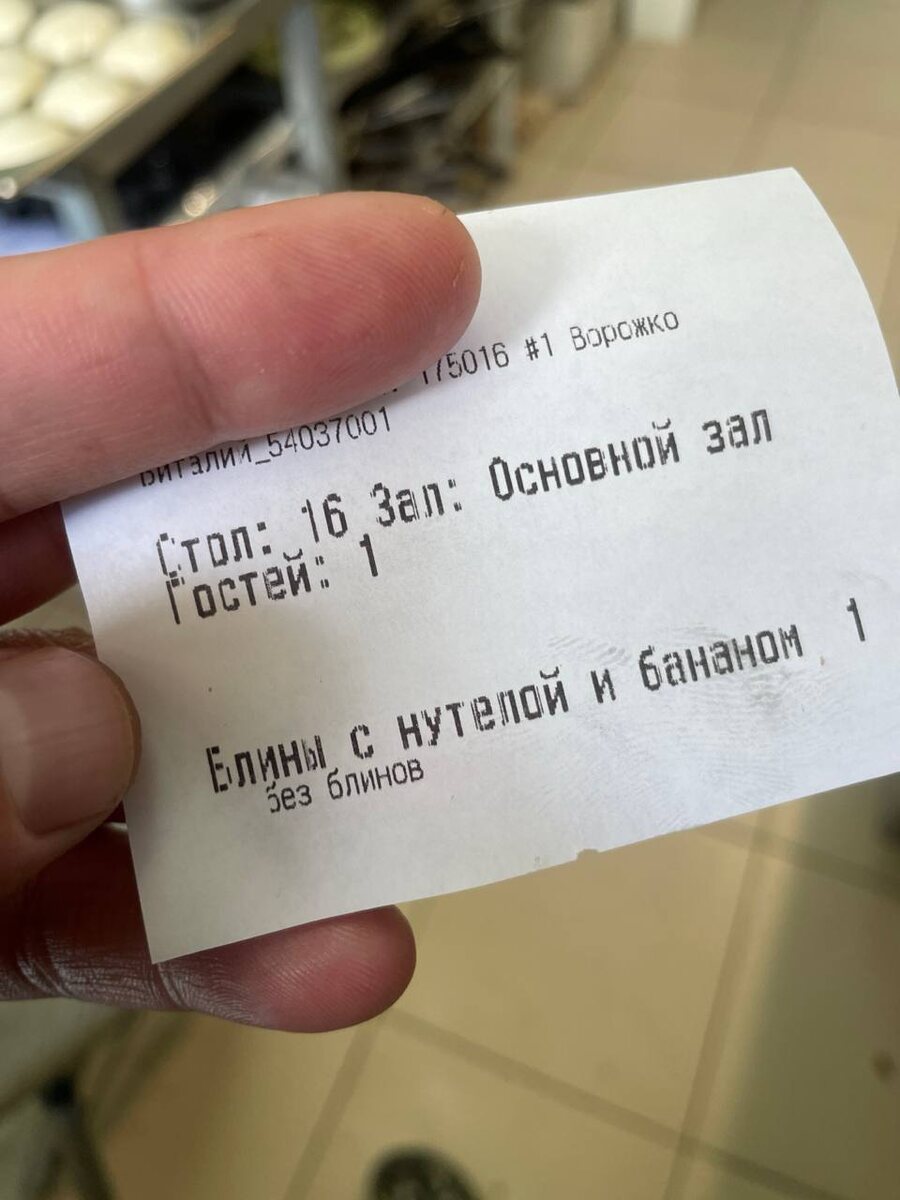 175016 #1 Ворожко
Виталий_54037001
Стол: 16 Зал: Основной зал
Гостей: 1
Блины с нутелой и бананом 1
без блинов